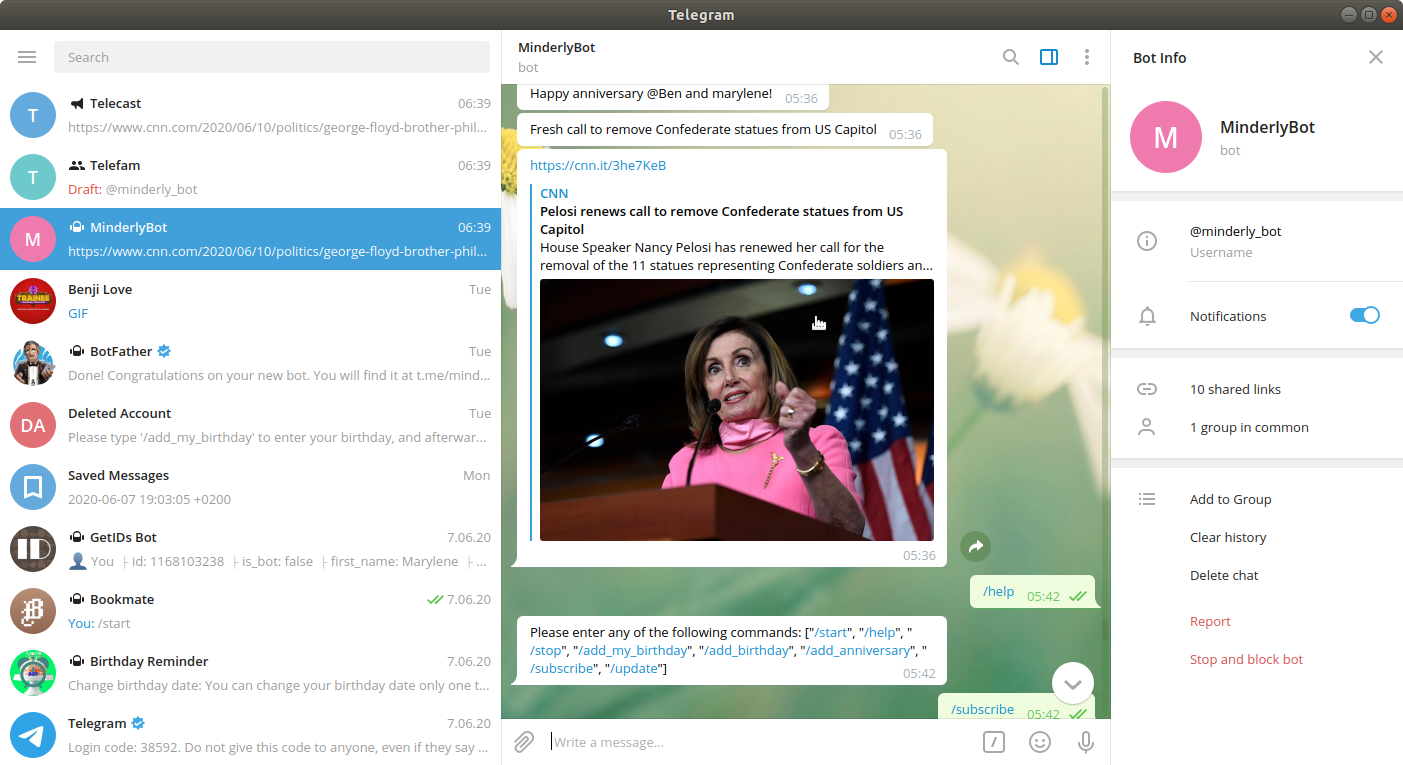 Telegram
Search
T
Telecast
06:39
https://www.cnn.com/2020/06/10/politics/george-floyd-brother-phil...
T
Telefam
06:39
Draft: @minderly_bot
M
MinderlyBot
06:39
https://www.cnn.com/2020/06/10/politics/george-floyd-brother-phil...
TRAINEE
Benji Love
Tue
GIF
BotFather
Tue
Done! Congratulations on your new bot. You will find it at t.me/mind...
DA
Deleted Account
Tue
Please type '/add_my_birthday' to enter your birthday, and afterwar...
Saved Messages
Mon
2020-06-07 19:03:05 +0200
ID
GetIDs Bot
7.06.20
You ├ id: 1168103238 ├ is_bot: false ├ first_name: Marylene ├ ...
Bookmate
7.06.20
You: /start
Birthday Reminder
7.06.20
Change birthday date: You can change your birthday date only one t...
Telegram
7.06.20
Login code: 38592. Do not give this code to anyone, even if they say ...
MinderlyBot
bot
Happy anniversary @Ben and marylene!
05:36
Fresh call to remove Confederate statues from US Capitol
05:36
https://cnn.it/3he7KeB
CNN
Pelosi renews call to remove Confederate statues from US
Capitol
House Speaker Nancy Pelosi has renewed her call for the
removal of the 11 statues representing Confederate soldiers an...
05:36
/help
05:42
Please enter any of the following commands: ["/start", "/help", "
/stop", "/add_my_birthday", "/add_birthday", "/add_anniversary", "
/subscribe", "/update"]
05:42
/subscribe
05:42
Write a message...
Bot Info
M
MinderlyBot
bot
@minderly_bot
Username
Notifications
10 shared links
1 group in common
Add to Group
Clear history
Delete chat
Report
Stop and block bot